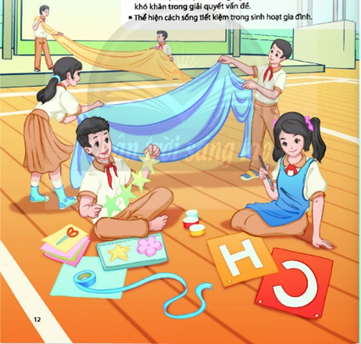 khó khăn trong giải quyết vấn đề.
• Thể hiện cách sống tiết kiệm trong sinh hoạt gia đình.
H
C
12